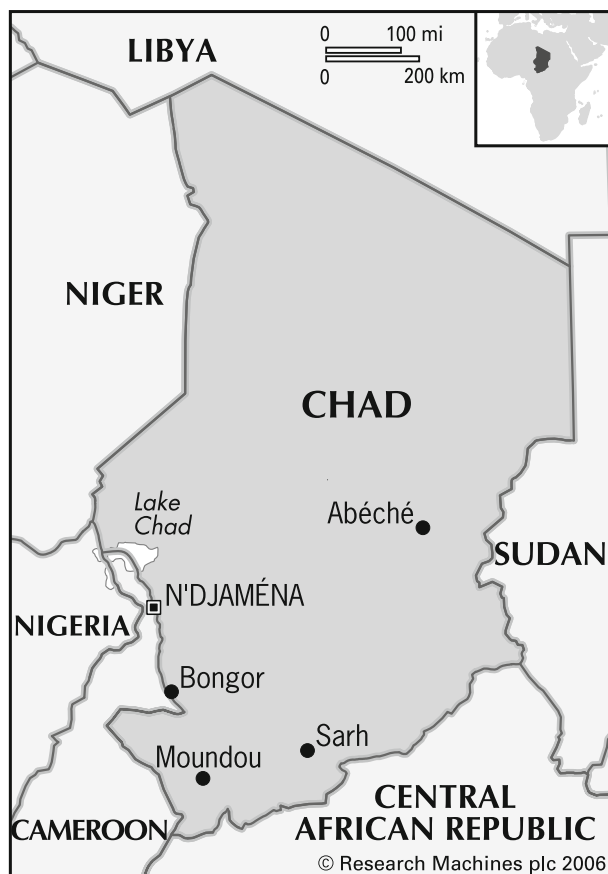 LIBYA
0 100 mi
0 200 km
NIGER
CHAD
Lake
Chad
Abéché
SUDAN
N'DJAMÉNA
NIGERIA
Bongor
Sarh
Moundou
CENTRAL
AFRICAN REPUBLIC
CAMEROON
© Research Machines plc 2006